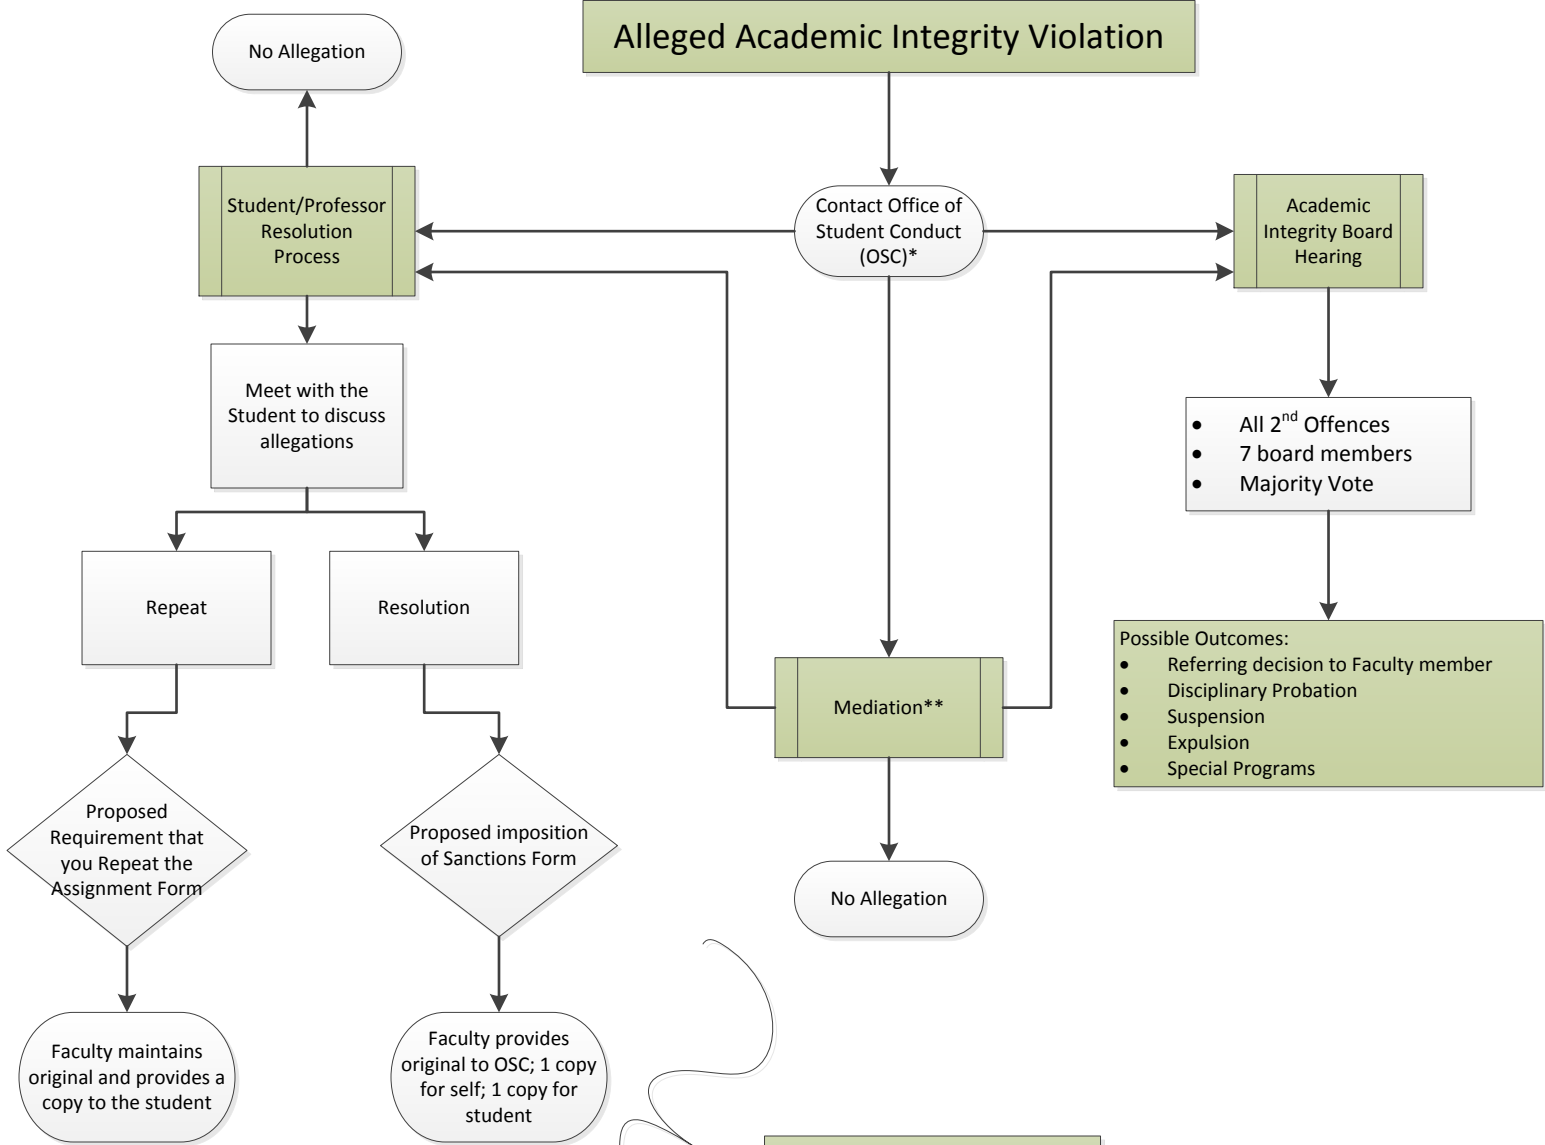 Alleged Academic Integrity Violation
No Allegation
Student/Professor
Resolution
Process
Contact Office of
Student Conduct
(OSC)*
Academic
Integrity Board
Hearing
Meet with the
Student to discuss
allegations
• All 2nd Offences
• 7 board members
• Majority Vote
Repeat
Resolution
Possible Outcomes:
• Referring decision to Faculty member
• Disciplinary Probation
• Suspension
• Expulsion
• Special Programs
Mediation**
Proposed
Requirement that
you Repeat the
Assignment Form
Proposed imposition
of Sanctions Form
No Allegation
Faculty maintains
original and provides a
copy to the student
Faculty provides
original to OSC; 1 copy
for self; 1 copy for
student